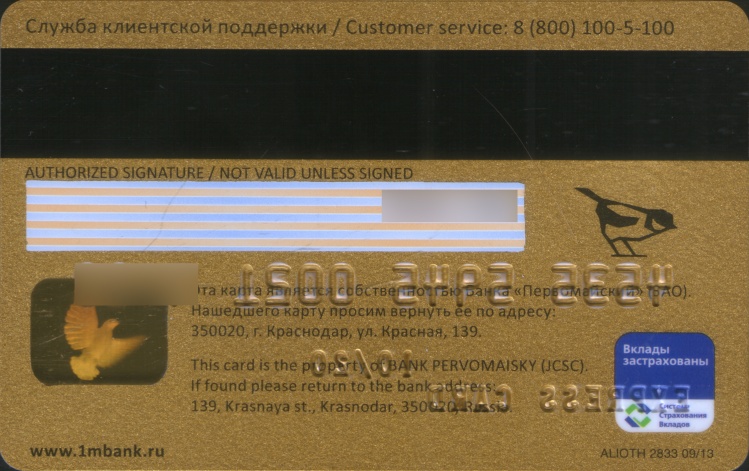 Служба клиентской поддержки / Customer service: 8 (800) 100-5-100
AUTHORIZED SIGNATURE / NOT VALID UNLESS SIGNED
Эта карта является собственностью Банка «Первомайский» (ЗАО).
Нашедшего карту просим вернуть ее по адресу:
350020, г. Краснодар, ул. Красная, 139.
This card is the property of BANK PERVOMAISKY (JCSC).
If found please return to the bank address:
139, Krasnaya st., Krasnodar, 350020, Russia.
Вклады
застрахованы
Система
Страхования
Вкладов
www.1mbank.ru
ALIOTH 2833 09/13